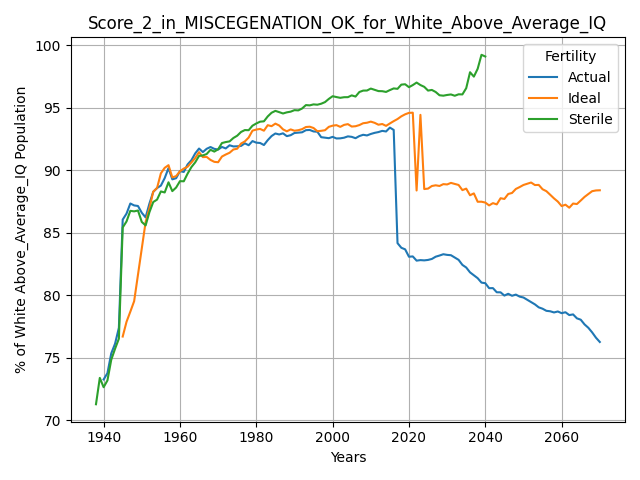 Score_2_in_MISCEGENATION_OK_for_White_Above_Average_IQ
Fertility
Actual
Ideal
Sterile
% of White Above_Average_IQ Population
100
95
90
85
80
75
70
1940
1960
1980
2000
2020
2040
2060
Years